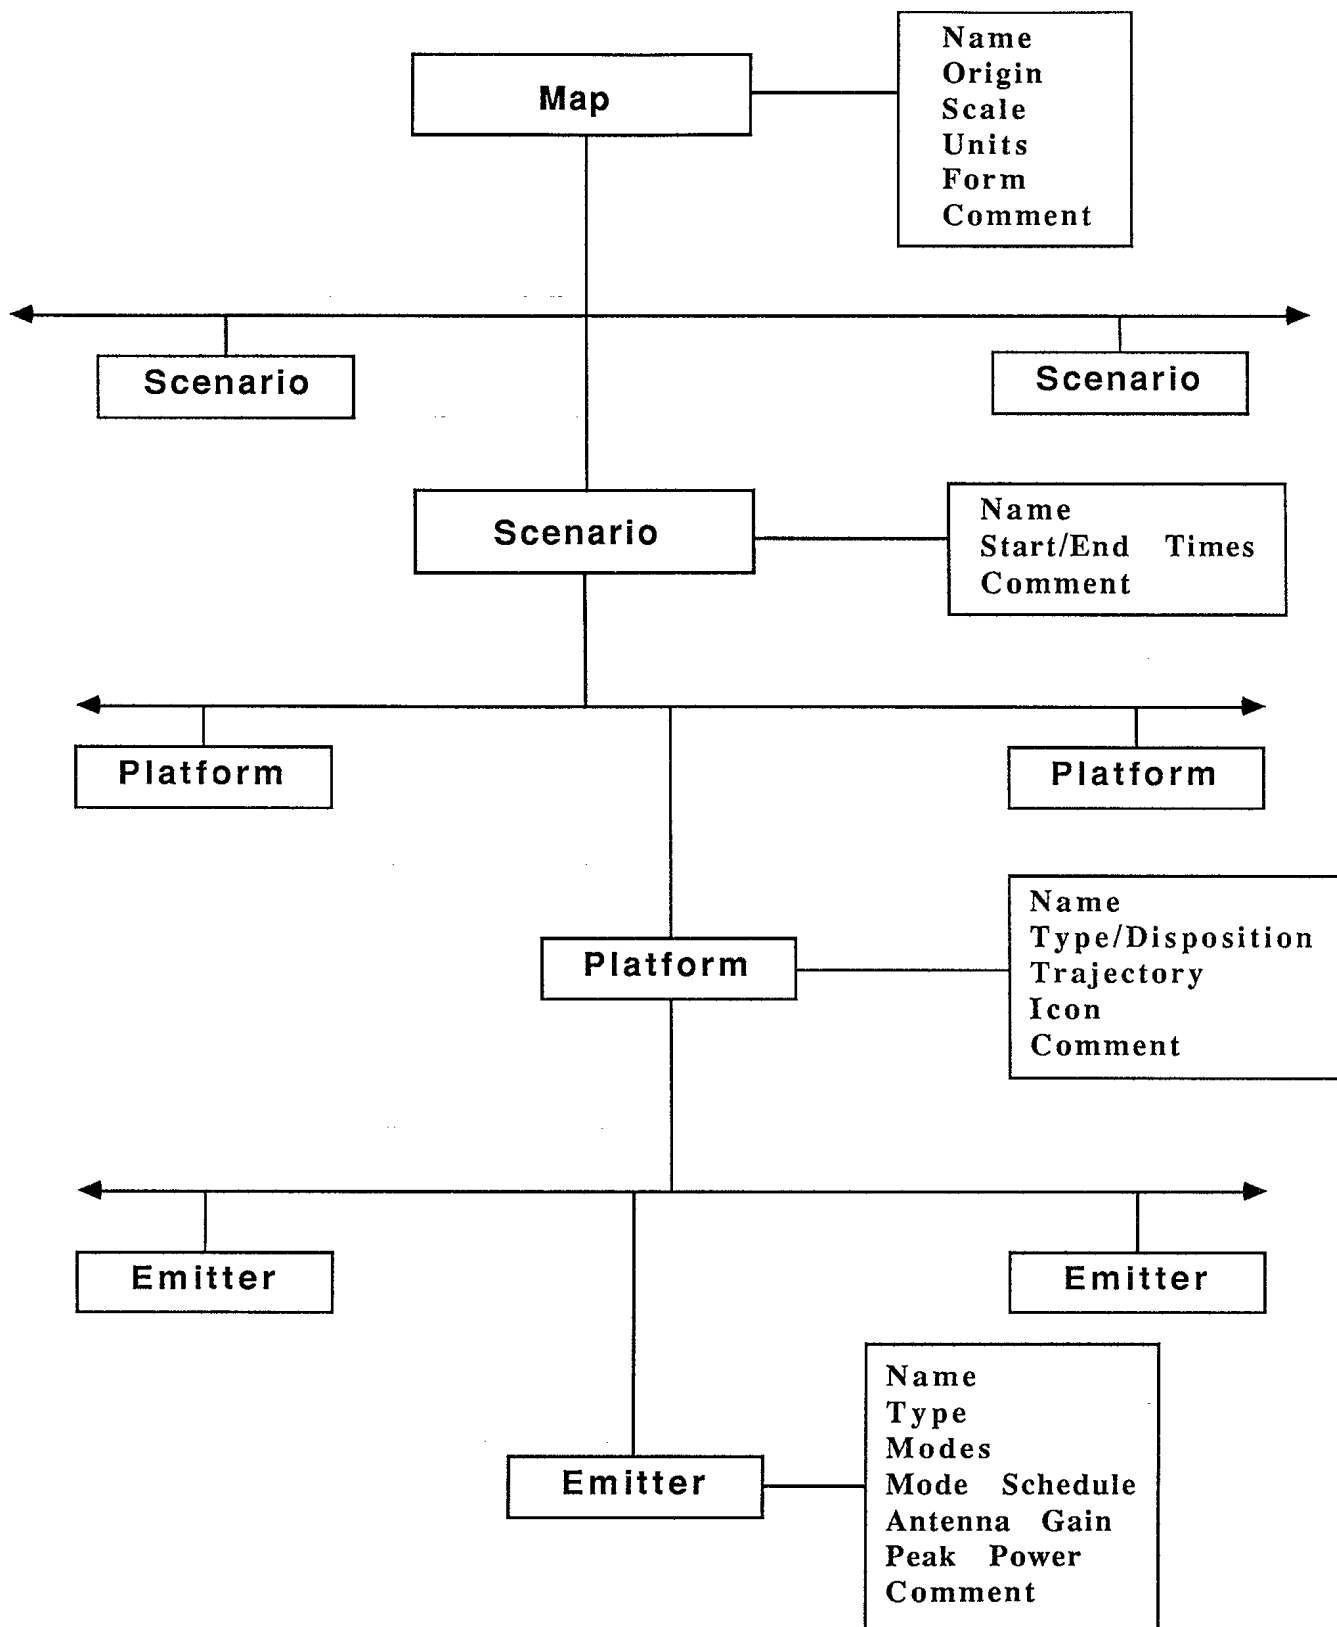 Map
Name
Origin
Scale
Units
Form
Comment
Scenario
Scenario
Scenario
Name
Start/End Times
Comment
Platform
Platform
Platform
Name
Type/Disposition
Trajectory
Icon
Comment
Emitter
Emitter
Emitter
Name
Type
Modes
Mode Schedule
Antenna Gain
Peak Power
Comment